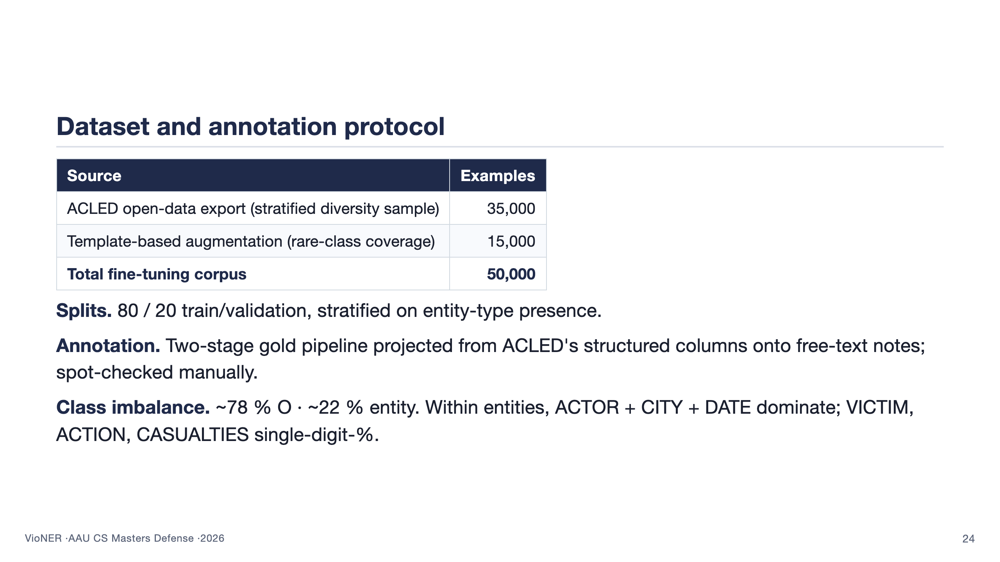 Dataset and annotation protocol
Source Examples
ACLED open-data export (stratified diversity sample) 35,000
Template-based augmentation (rare-class coverage) 15,000
Total fine-tuning corpus 50,000
Splits. 80 / 20 train/validation, stratified on entity-type presence.
Annotation. Two-stage gold pipeline projected from ACLED's structured columns onto free-text notes;
spot-checked manually.
Class imbalance. ~78 % O · ~22 % entity. Within entities, ACTOR + CITY + DATE dominate; VICTIM,
ACTION, CASUALTIES single-digit-%.
VioNER ·AAU CS Masters Defense ·2026
24